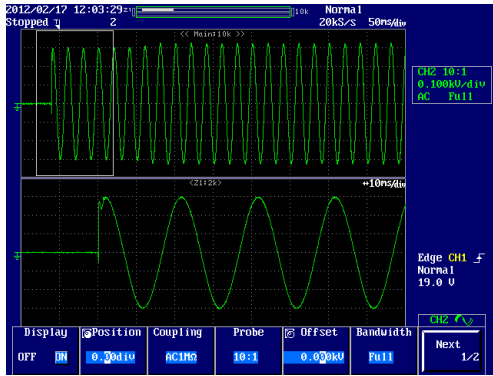 2012/02/17 12:03:29 10k Normal
Stopped 2 20kS/s 50ms/div
<< Main:10k >>
CH2 10:1
0.100kV/div
AC Full
<Z1:2k> 10ms/div
Edge CH1
Normal
19.0 V
CH2
Display Position Coupling Probe Offset Bandwidth
OFF ON 0.00div AC1MΩ 10:1 0.000kV Full
Next
1/2